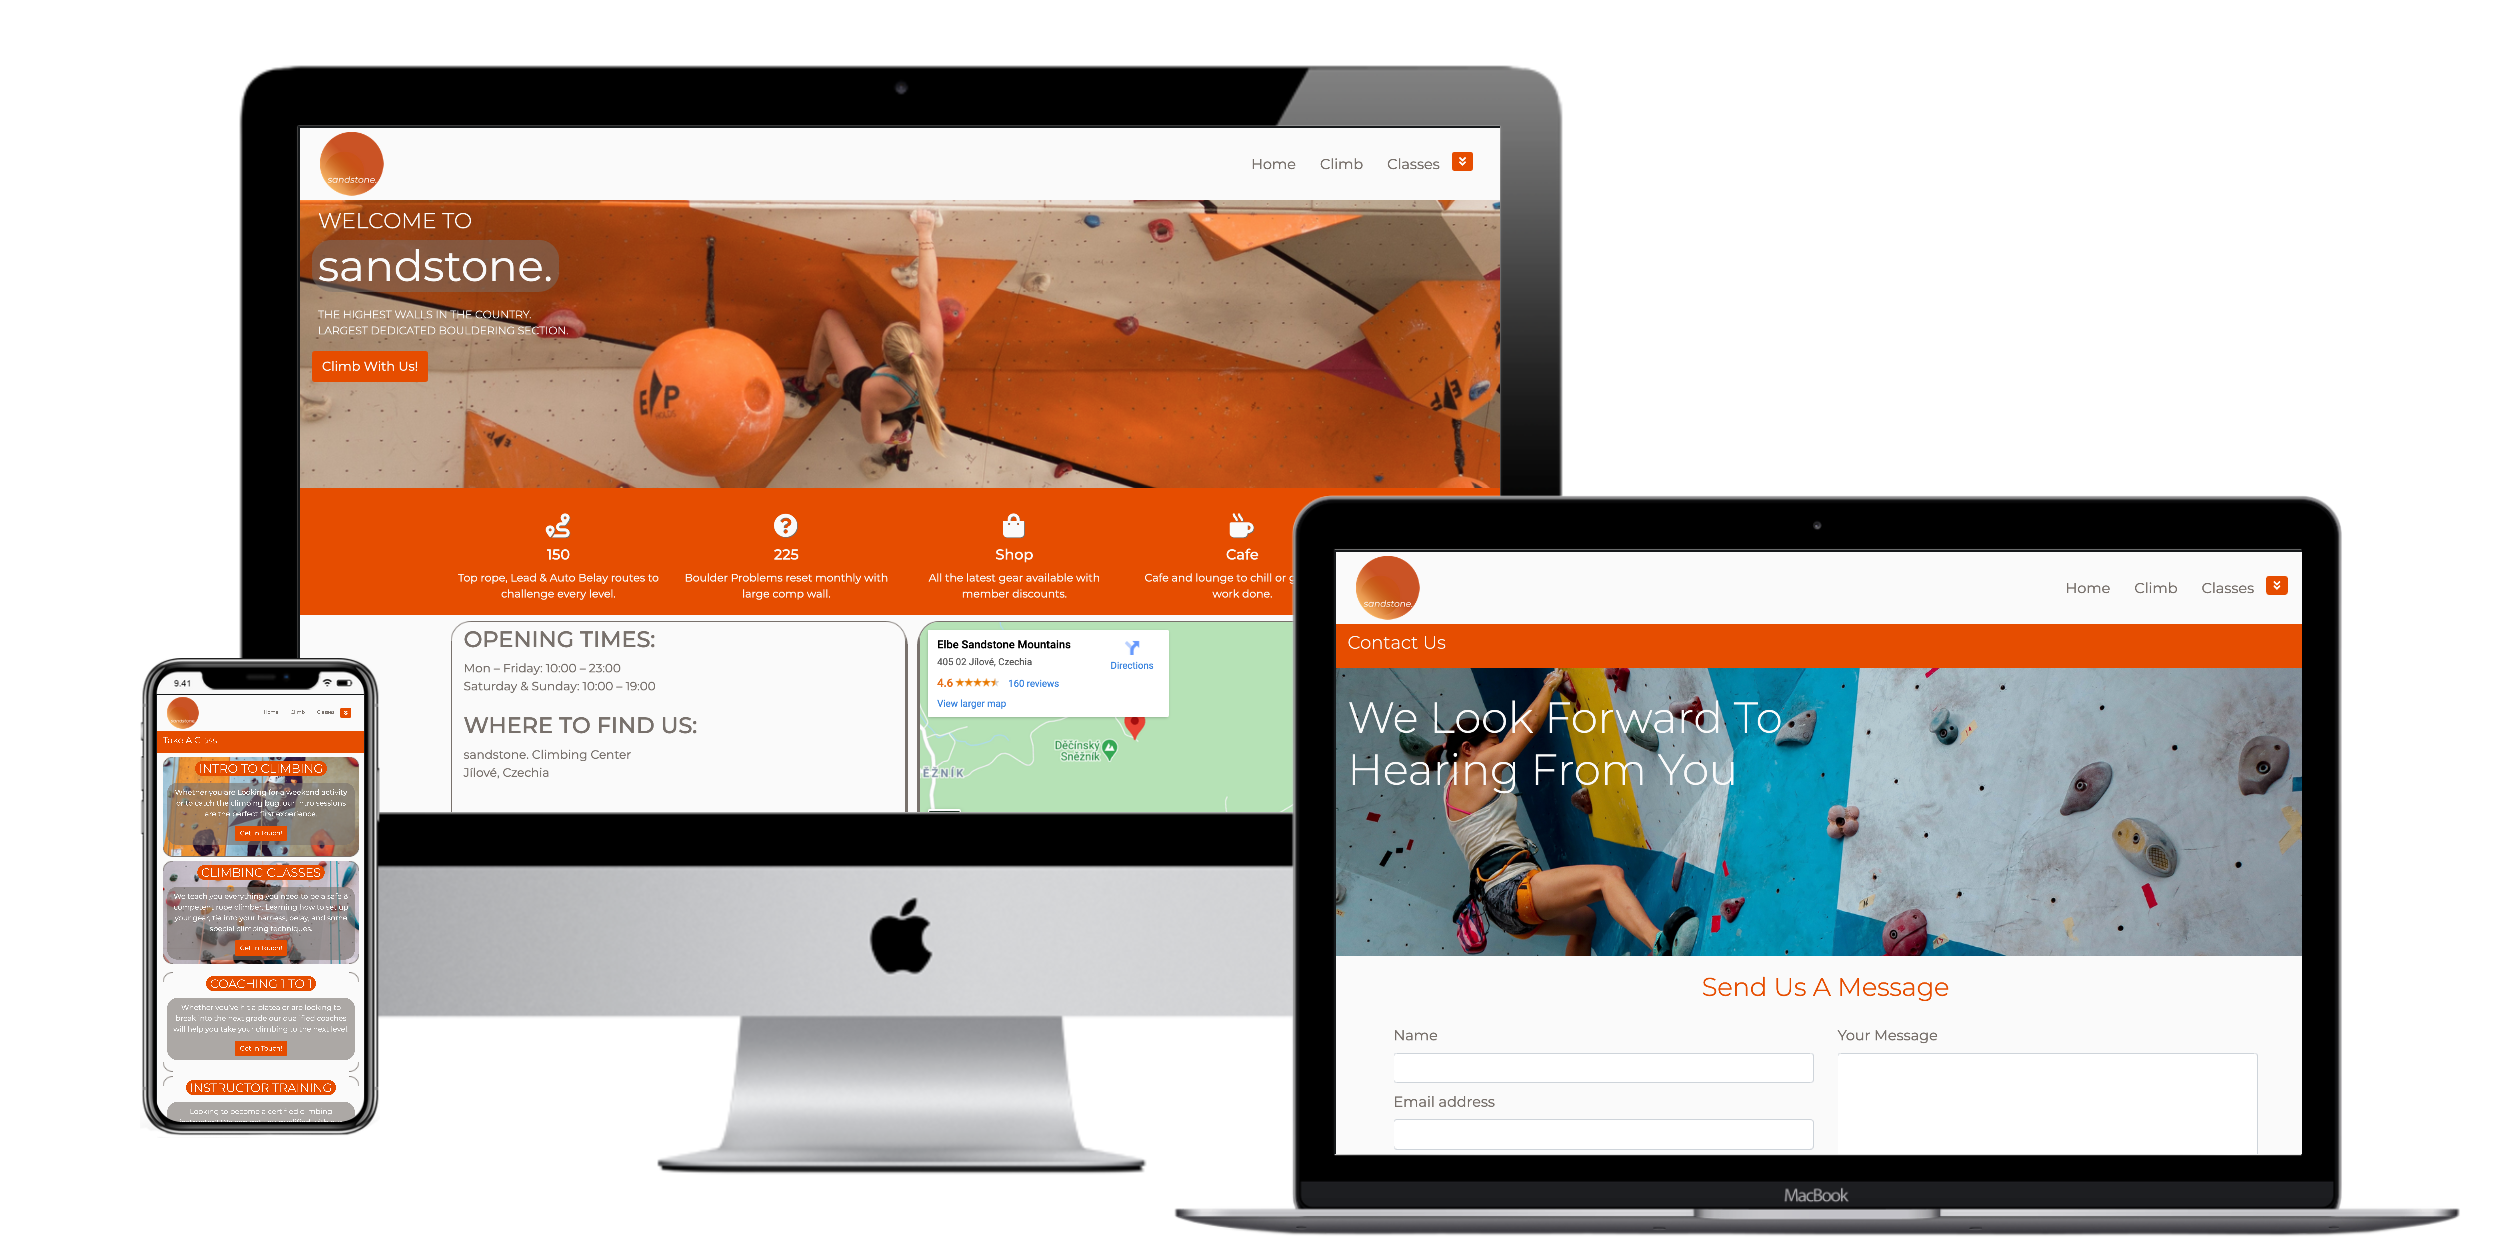 sandstone.
Home Climb Classes
WELCOME TO
sandstone.
THE HIGHEST WALLS IN THE COUNTRY.
LARGEST DEDICATED BOULDERING SECTION.
Climb With Us!
EP
150
Top rope, Lead & Auto Belay routes to
challenge every level.
225
Boulder Problems reset monthly with
large comp wall.
Shop
All the latest gear available with
member discounts.
Cafe
Cafe and lounge to chill or
work done.
OPENING TIMES:
Mon – Friday: 10:00 – 23:00
Saturday & Sunday: 10:00 – 19:00
WHERE TO FIND US:
sandstone. Climbing Center
Jílové, Czechia
Elbe Sandstone Mountains
405 02 Jílové, Czechia
4.6 160 reviews
View larger map
Directions
Děčínský
Sněžník
ĚŽNÍK
9.41
sandstone.
Home Climb Classes
Take A Class
INTRO TO CLIMBING
Whether you are Looking for a weekend activity
or to catch the climbing bug, our intro sessions
are the perfect first experience.
Get In Touch!
CLIMBING CLASSES
We teach you everything you need to be a safe &
competent rope climber. Learning how to set up
your gear, tie into your harness, belay, and some
special climbing techniques.
Get In Touch!
COACHING 1 TO 1
Whether you've hit a plateau or are looking to
break into the next grade our qualified coaches
will help you take your climbing to the next level
Get In Touch!
INSTRUCTOR TRAINING
Looking to become a certified climbing
sandstone.
Home Climb Classes
Contact Us
We Look Forward To
Hearing From You
Send Us A Message
Name
Your Message
Email address
MacBook